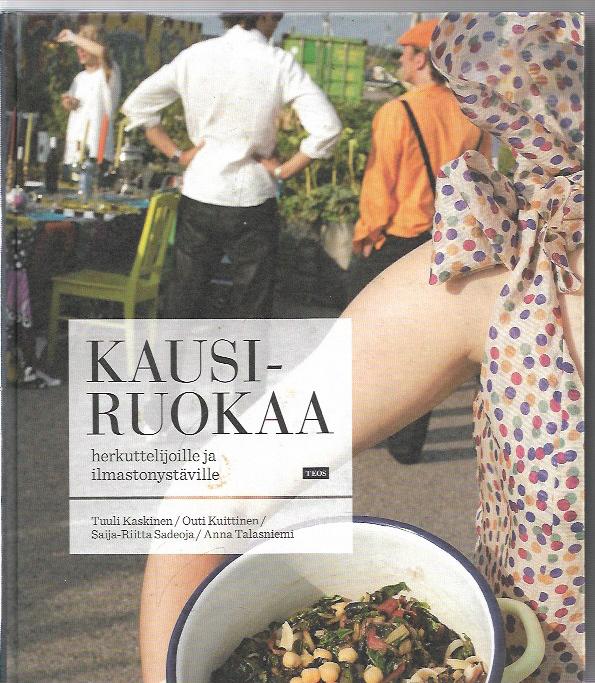 KAUSI-
RUOKAA
herkuttelijoille ja
ilmastonystäville
TEOS
Tuuli Kaskinen / Outi Kuittinen /
Saija-Riitta Sadeoja / Anna Talasniemi